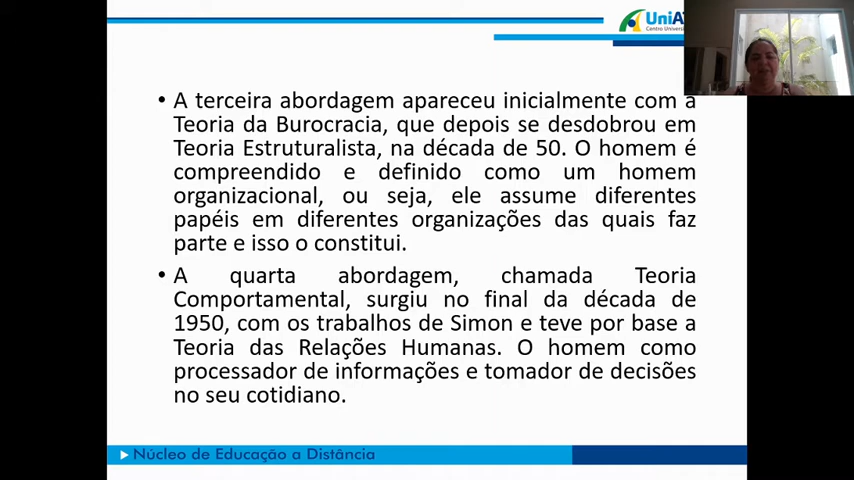 A terceira abordagem apareceu inicialmente com a
Teoria da Burocracia, que depois se desdobrou em
Teoria Estruturalista, na década de 50. O homem é
compreendido e definido como um homem
organizacional, ou seja, ele assume diferentes
papéis em diferentes organizações das quais faz
parte e isso o constitui.
A quarta abordagem, chamada Teoria
Comportamental, surgiu no final da década de
1950, com os trabalhos de Simon e teve por base a
Teoria das Relações Humanas. O homem como
processador de informações e tomador de decisões
no seu cotidiano.
Núcleo de Educação a Distância